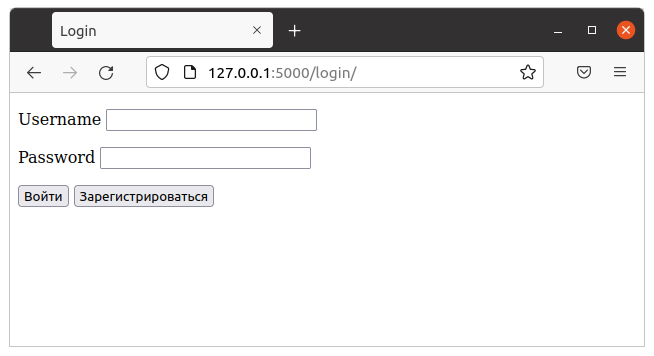 Login
127.0.0.1:5000/login/
Username
Password
Войти Зарегистрироваться